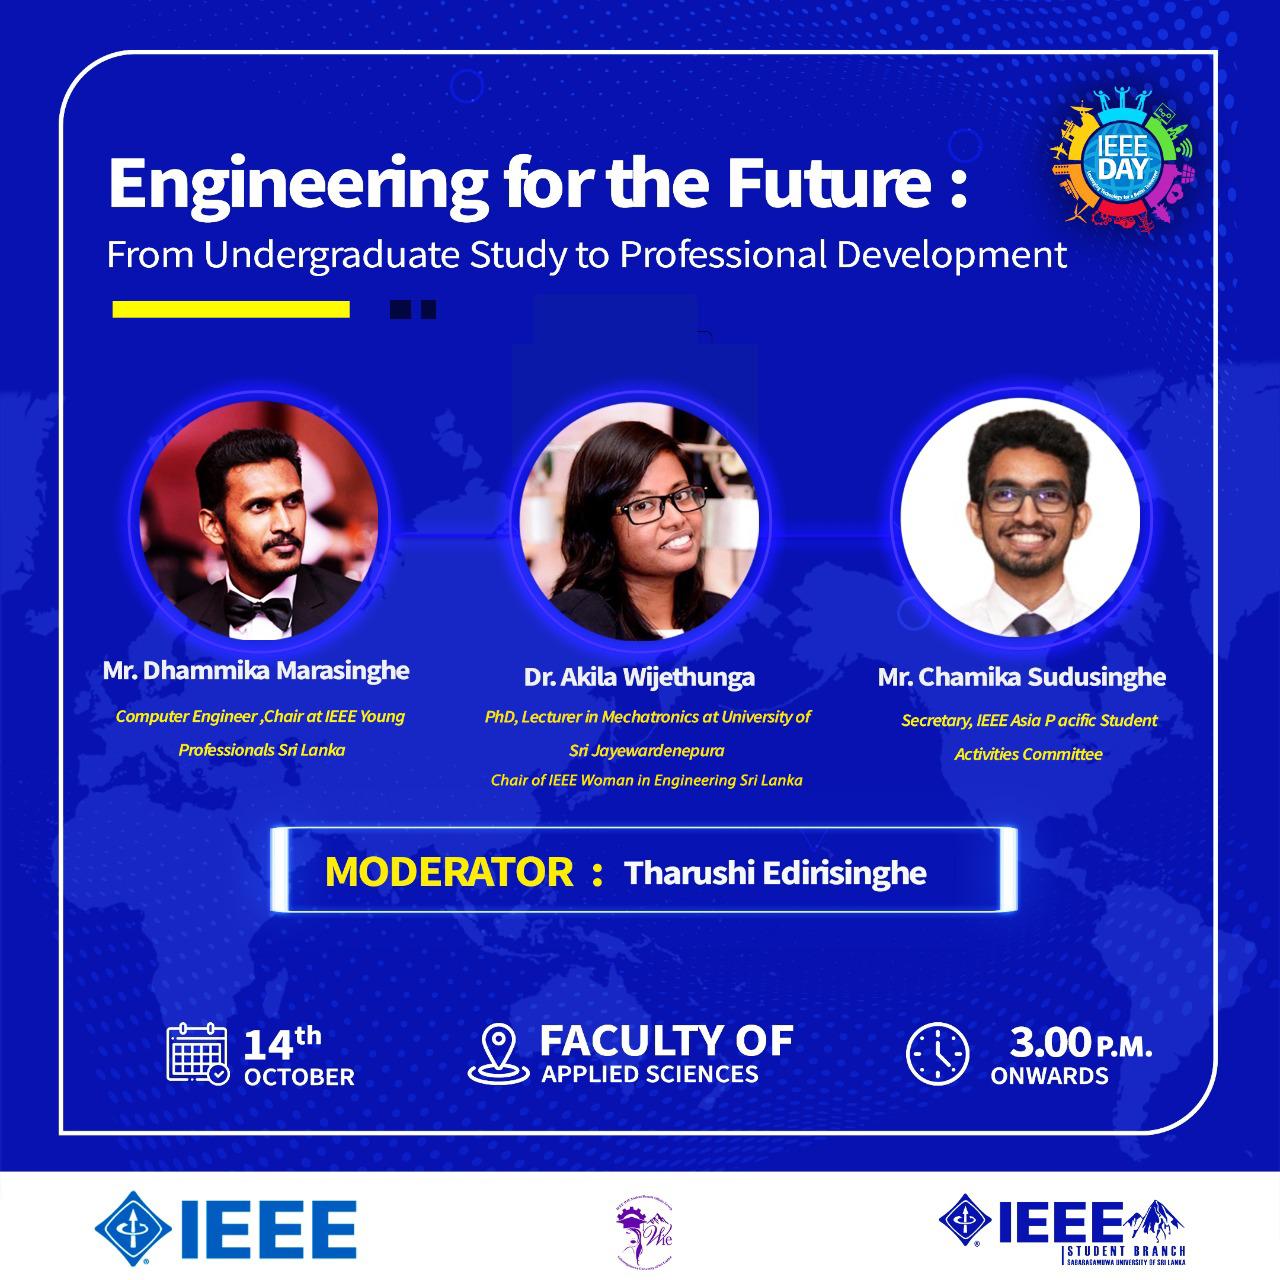 IEEE
DAY
Engineering for the Future :
From Undergraduate Study to Professional Development
Mr. Dhammika Marasinghe
Computer Engineer ,Chair at IEEE Young
Professionals Sri Lanka
Dr. Akila Wijethunga
PhD, Lecturer in Mechatronics at University of
Sri Jayewardenepura
Chair of IEEE Woman in Engineering Sri Lanka
Mr. Chamika Sudusinghe
Secretary, IEEE Asia P acific Student
Activities Committee
MODERATOR : Tharushi Edirisinghe
14th
OCTOBER
FACULTY OF
APPLIED SCIENCES
3.00 P.M.
ONWARDS
IEEE
Wie
IEEE
STUDENT BRANCH
SABARAGAMUWA UNIVERSITY OF SRI LANKA